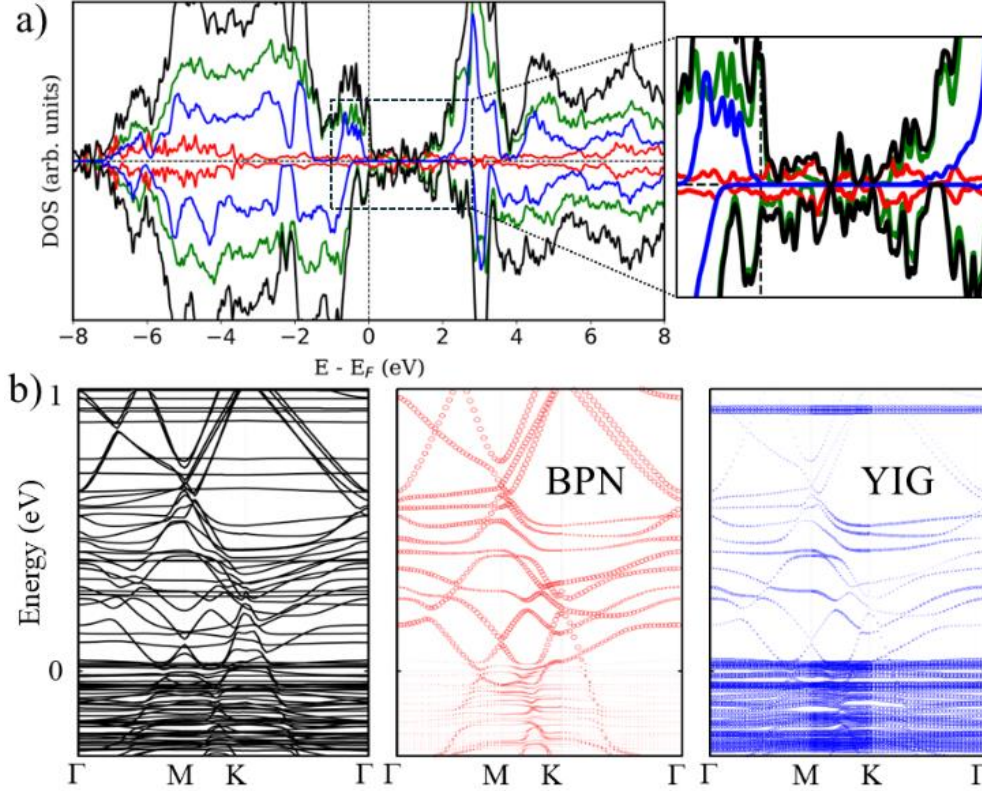 a)
DOS (arb. units)
−8 −6 −4 −2 0 2 4 6 8
E - E_F (eV)
b)
1
0
Energy (eV)
BPN
YIG
Γ M K Γ
Γ M K Γ
Γ M K Γ